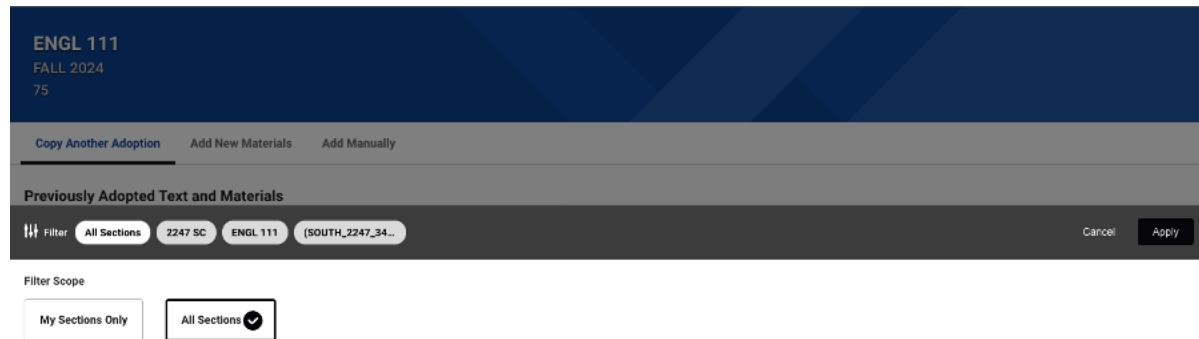 ENGL 111
FALL 2024
75
Copy Another Adoption Add New Materials Add Manually
Previously Adopted Text and Materials
Filter All Sections 2247 SC ENGL 111 (SOUTH_2247_34... Cancel Apply
Filter Scope
My Sections Only All Sections